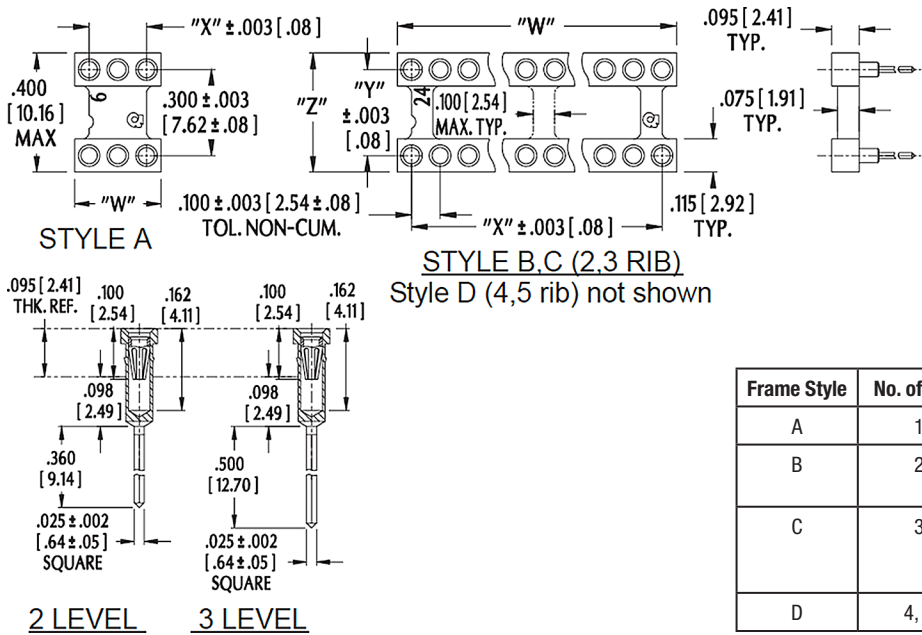 "X" ±.003 [.08]
"W"
.095 [2.41]
TYP.
.400
[10.16]
MAX
6
.300 ±.003
[7.62 ±.08]
"Z"
"Y"
±.003
[.08]
24
.100 [2.54]
MAX. TYP.
.075 [1.91]
TYP.
"W"
.100 ±.003 [2.54 ±.08]
TOL. NON-CUM.
"X" ±.003 [.08]
.115 [2.92]
TYP.
STYLE A
STYLE B,C (2,3 RIB)
Style D (4,5 rib) not shown
.095 [2.41]
THK. REF.
.100
[2.54]
.162
[4.11]
.100
[2.54]
.162
[4.11]
.098
[2.49]
.098
[2.49]
.360
[9.14]
.500
[12.70]
.025 ±.002
[.64 ±.05]
SQUARE
.025 ±.002
[.64 ±.05]
SQUARE
2 LEVEL
3 LEVEL
Frame Style No. of
A 1
B 2
C 3
D 4,